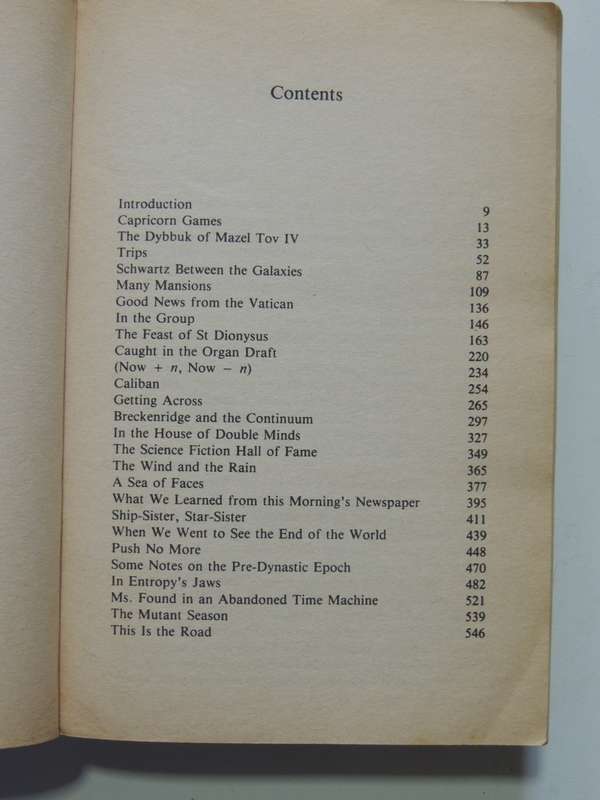 Contents
Introduction 9
Capricorn Games 13
The Dybbuk of Mazel Tov IV 33
Trips 52
Schwartz Between the Galaxies 87
Many Mansions 109
Good News from the Vatican 136
In the Group 146
The Feast of St Dionysus 163
Caught in the Organ Draft 220
(Now + n, Now − n) 234
Caliban 254
Getting Across 265
Breckenridge and the Continuum 297
In the House of Double Minds 327
The Science Fiction Hall of Fame 349
The Wind and the Rain 365
A Sea of Faces 377
What We Learned from this Morning's Newspaper 395
Ship-Sister, Star-Sister 411
When We Went to See the End of the World 439
Push No More 448
Some Notes on the Pre-Dynastic Epoch 470
In Entropy's Jaws 482
Ms. Found in an Abandoned Time Machine 521
The Mutant Season 539
This Is the Road 546